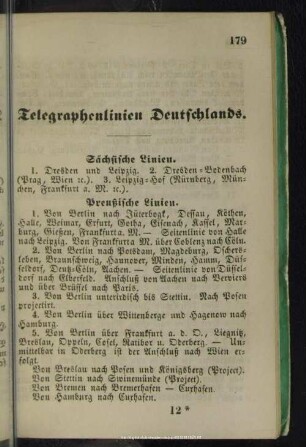 179
Telegraphenlinien Deutschlands.
Sächsische Linien.
1. Dresden und Leipzig. 2. Dresden-Bodenbach
(Prag, Wien ꝛc.). 3. Leipzig-Hof (Nürnberg, Mün-
chen, Frankfurt a. M. ꝛc.).
Preußische Linien.
1. Von Berlin nach Jüterbogk, Dessau, Köthen,
Halle, Weimar, Erfurt, Gotha, Eisenach, Kassel, Mar-
burg, Gießen, Frankfurt a. M. — Seitenlinie von Halle
nach Leipzig. Von Frankfurt a. M. über Coblenz nach Cöln.
2. Von Berlin nach Potsdam, Magdeburg, Oschers-
leben, Braunschweig, Hannover, Minden, Hamm, Düs-
seldorf, Deutz-Cöln, Aachen. — Seitenlinie von Düssel-
dorf nach Elberfeld. Anschluß von Aachen nach Verviers
und über Brüssel nach Paris.
3. Von Berlin unterirdisch bis Stettin. Nach Posen
projectirt.
4. Von Berlin über Wittenberge und Hagenow nach
Hamburg.
5. Von Berlin über Frankfurt a. d. O., Liegnitz,
Breslau, Oppeln, Cosel, Ratibor u. Oderberg. — Un-
mittelbar in Oderberg ist der Anschluß nach Wien er-
folgt.
Von Breslau nach Posen und Königsberg (Project).
Von Stettin nach Swinemünde (Project).
Von Bremen nach Bremerhafen — Curhafen.
Von Hamburg nach Curhafen.
12*